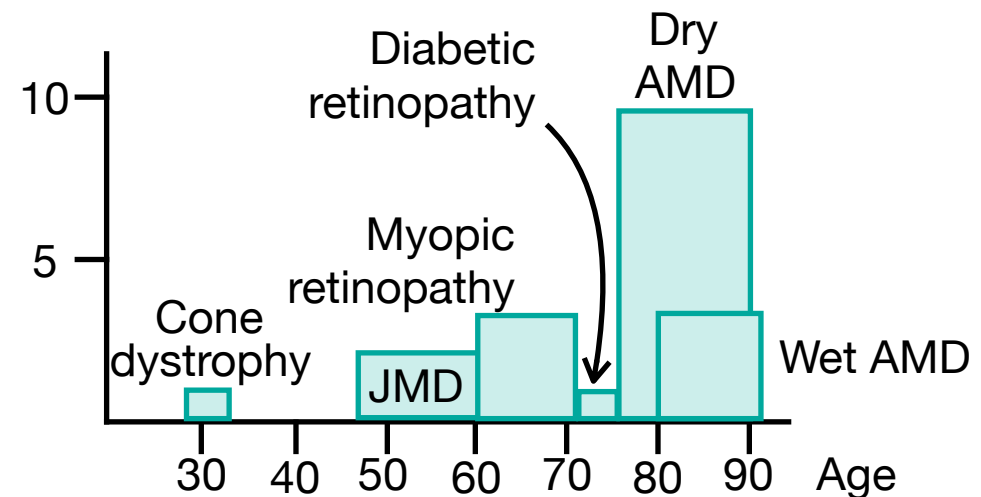 Dry
AMD
Diabetic
retinopathy
10
Myopic
retinopathy
5
Cone
dystrophy
JMD
Wet AMD
30 40 50 60 70 80 90 Age